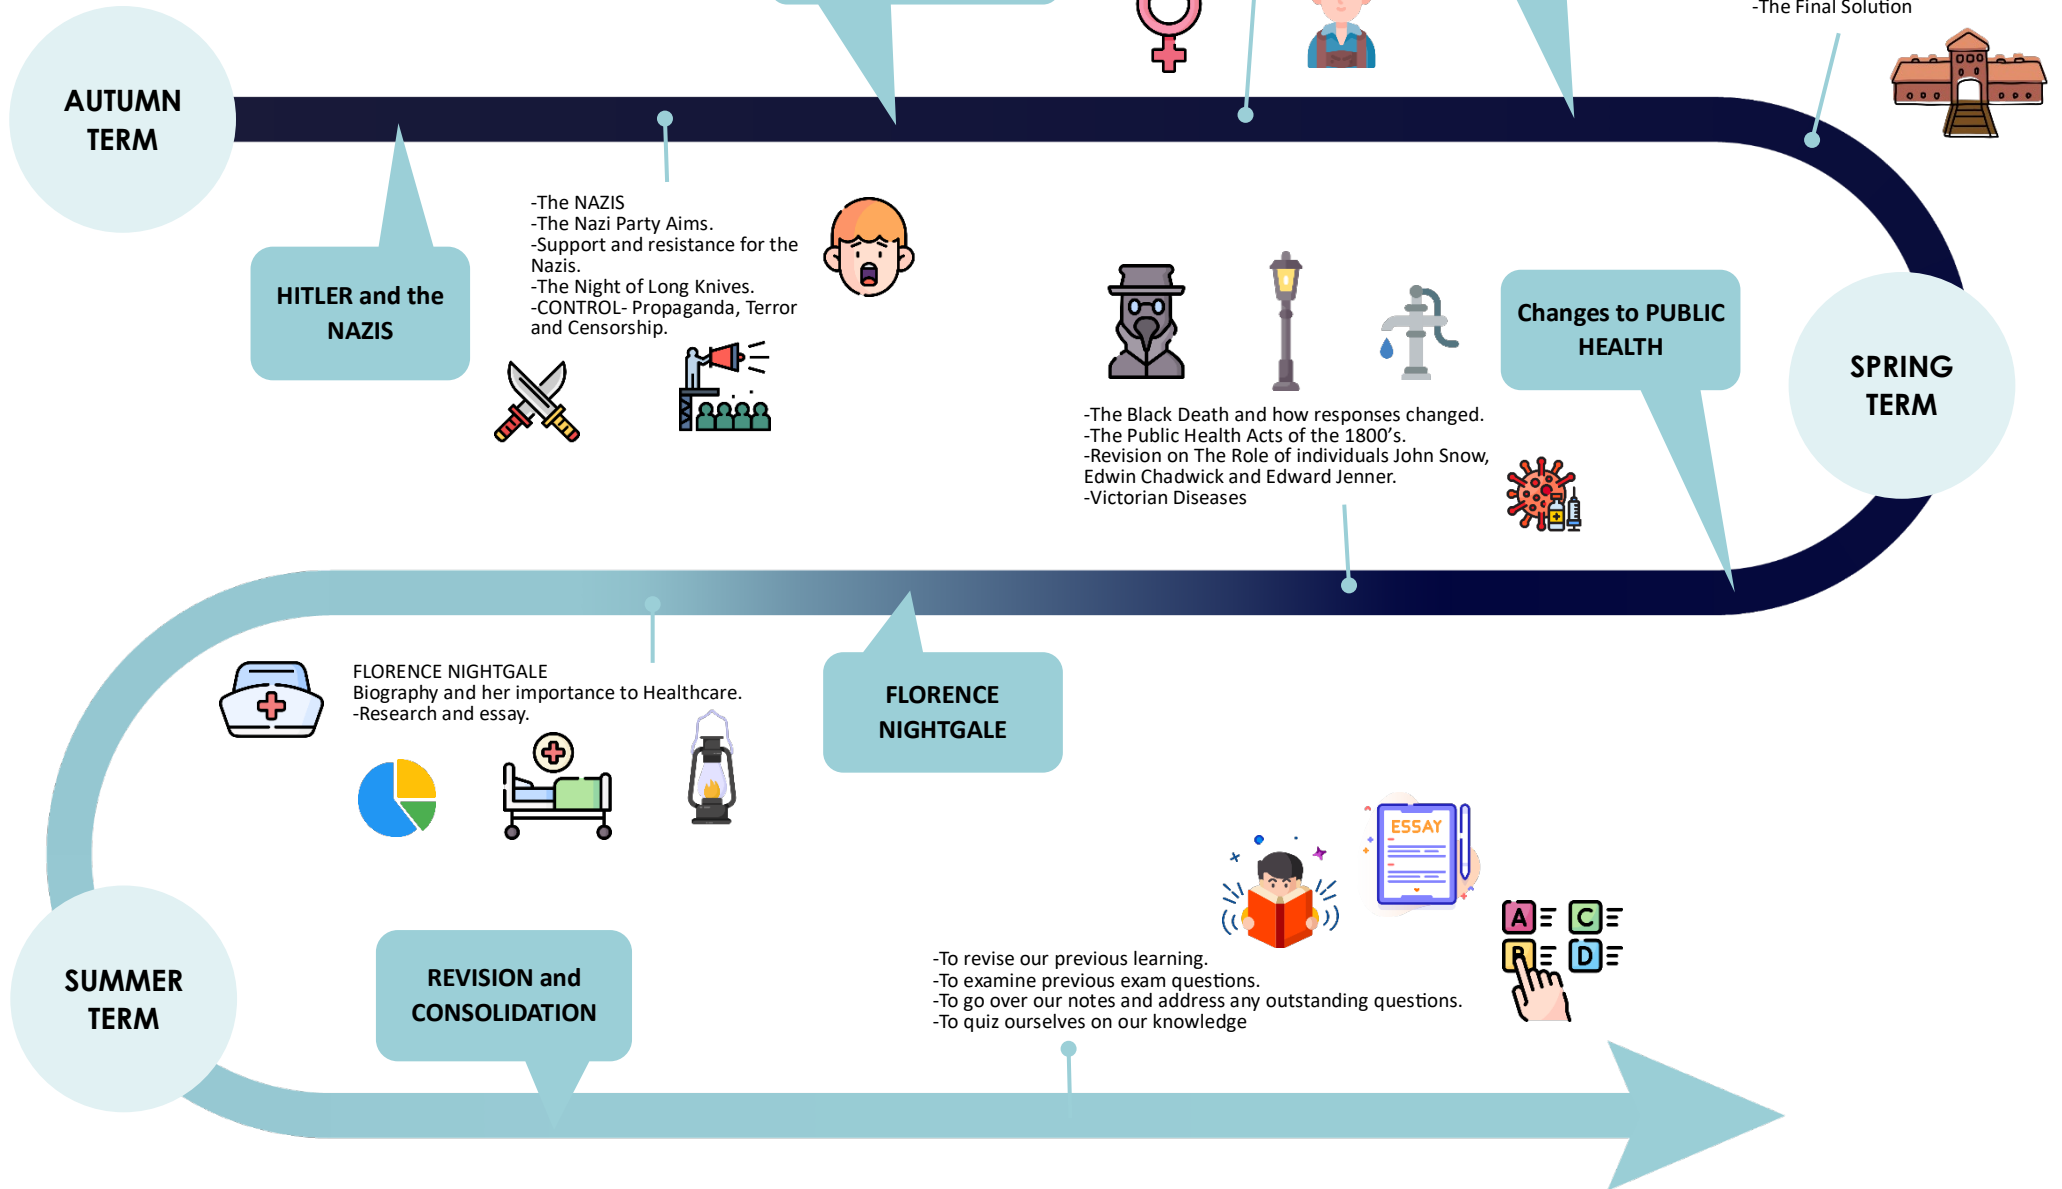 -The Final Solution
AUTUMN
TERM
-The NAZIS
-The Nazi Party Aims.
-Support and resistance for the
Nazis.
-The Night of Long Knives.
-CONTROL- Propaganda, Terror
and Censorship.
HITLER and the
NAZIS
Changes to PUBLIC
HEALTH
SPRING
TERM
-The Black Death and how responses changed.
-The Public Health Acts of the 1800’s.
-Revision on The Role of individuals John Snow,
Edwin Chadwick and Edward Jenner.
-Victorian Diseases
FLORENCE NIGHTGALE
Biography and her importance to Healthcare.
-Research and essay.
FLORENCE
NIGHTGALE
ESSAY
A
C
B
D
-To revise our previous learning.
-To examine previous exam questions.
-To go over our notes and address any outstanding questions.
-To quiz ourselves on our knowledge
SUMMER
TERM
REVISION and
CONSOLIDATION